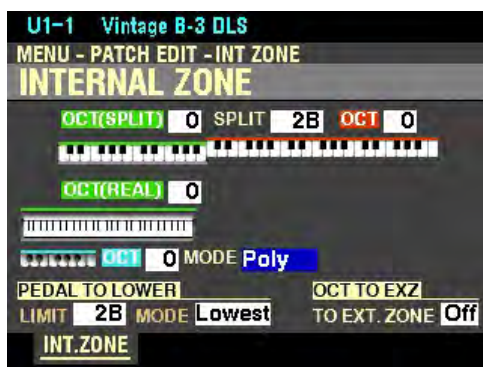 U1-1 Vintage B-3 DLS
MENU - PATCH EDIT - INT ZONE
INTERNAL ZONE
OCT(SPLIT) 0 SPLIT 2B OCT 0
OCT(REAL) 0
OCT 0 MODE Poly
PEDAL TO LOWER OCT TO EXZ
LIMIT 2B MODE Lowest TO EXT. ZONE Off
INT.ZONE